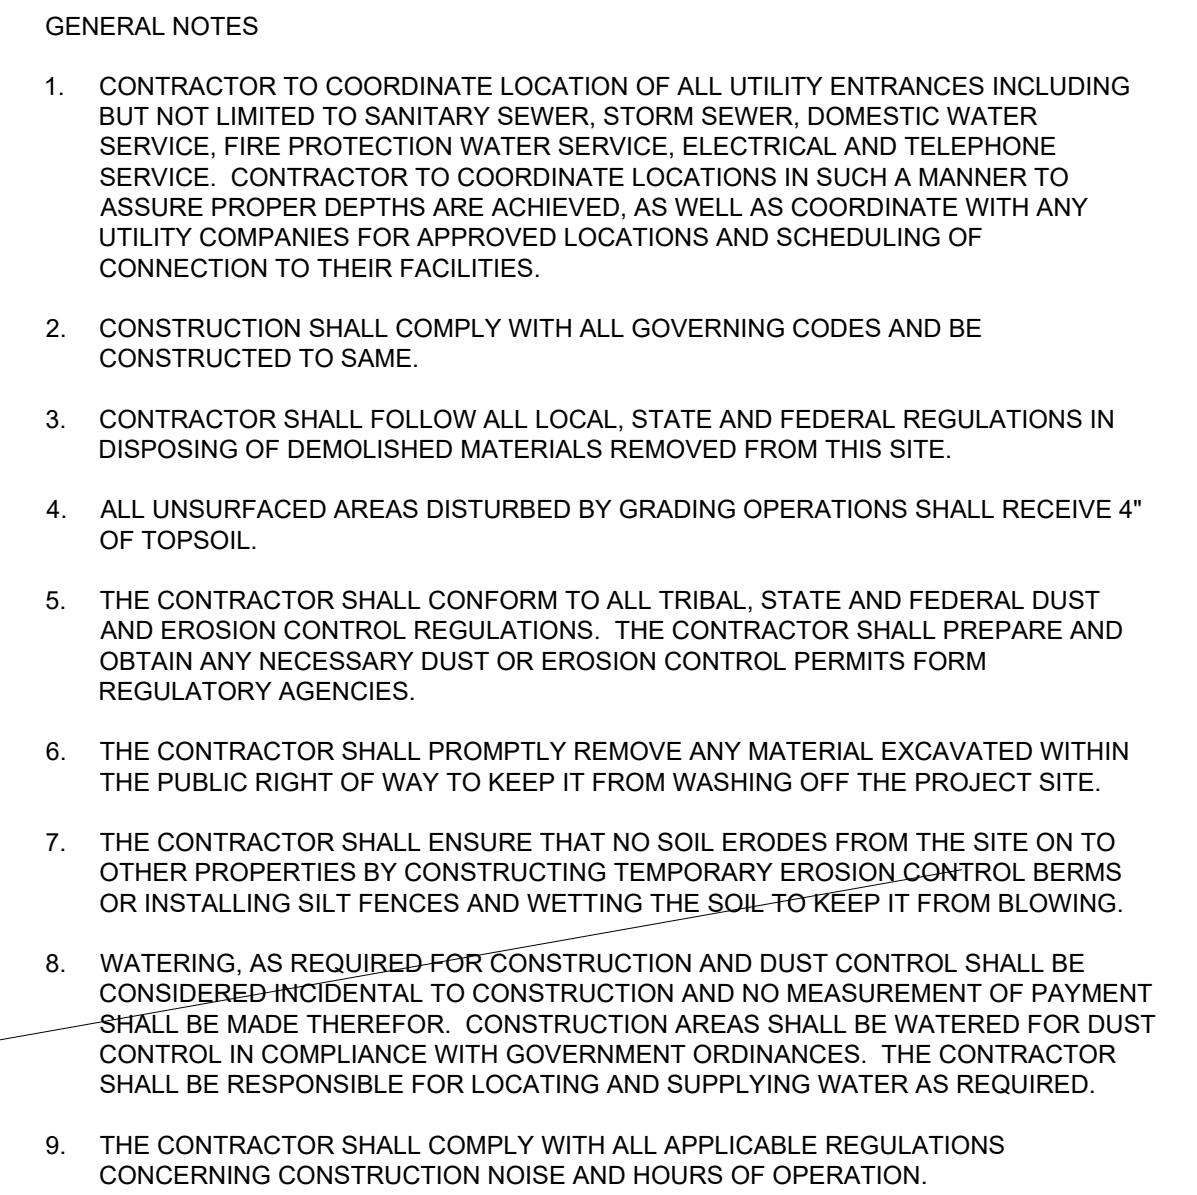 GENERAL NOTES
1. CONTRACTOR TO COORDINATE LOCATION OF ALL UTILITY ENTRANCES INCLUDING
BUT NOT LIMITED TO SANITARY SEWER, STORM SEWER, DOMESTIC WATER
SERVICE, FIRE PROTECTION WATER SERVICE, ELECTRICAL AND TELEPHONE
SERVICE.  CONTRACTOR TO COORDINATE LOCATIONS IN SUCH A MANNER TO
ASSURE PROPER DEPTHS ARE ACHIEVED, AS WELL AS COORDINATE WITH ANY
UTILITY COMPANIES FOR APPROVED LOCATIONS AND SCHEDULING OF
CONNECTION TO THEIR FACILITIES.
2. CONSTRUCTION SHALL COMPLY WITH ALL GOVERNING CODES AND BE
CONSTRUCTED TO SAME.
3. CONTRACTOR SHALL FOLLOW ALL LOCAL, STATE AND FEDERAL REGULATIONS IN
DISPOSING OF DEMOLISHED MATERIALS REMOVED FROM THIS SITE.
4. ALL UNSURFACED AREAS DISTURBED BY GRADING OPERATIONS SHALL RECEIVE 4"
OF TOPSOIL.
5. THE CONTRACTOR SHALL CONFORM TO ALL TRIBAL, STATE AND FEDERAL DUST
AND EROSION CONTROL REGULATIONS.  THE CONTRACTOR SHALL PREPARE AND
OBTAIN ANY NECESSARY DUST OR EROSION CONTROL PERMITS FORM
REGULATORY AGENCIES.
6. THE CONTRACTOR SHALL PROMPTLY REMOVE ANY MATERIAL EXCAVATED WITHIN
THE PUBLIC RIGHT OF WAY TO KEEP IT FROM WASHING OFF THE PROJECT SITE.
7. THE CONTRACTOR SHALL ENSURE THAT NO SOIL ERODES FROM THE SITE ON TO
OTHER PROPERTIES BY CONSTRUCTING TEMPORARY EROSION CONTROL BERMS
OR INSTALLING SILT FENCES AND WETTING THE SOIL TO KEEP IT FROM BLOWING.
8. WATERING, AS REQUIRED FOR CONSTRUCTION AND DUST CONTROL SHALL BE
CONSIDERED INCIDENTAL TO CONSTRUCTION AND NO MEASUREMENT OF PAYMENT
SHALL BE MADE THEREFOR.  CONSTRUCTION AREAS SHALL BE WATERED FOR DUST
CONTROL IN COMPLIANCE WITH GOVERNMENT ORDINANCES.  THE CONTRACTOR
SHALL BE RESPONSIBLE FOR LOCATING AND SUPPLYING WATER AS REQUIRED.
9. THE CONTRACTOR SHALL COMPLY WITH ALL APPLICABLE REGULATIONS
CONCERNING CONSTRUCTION NOISE AND HOURS OF OPERATION.